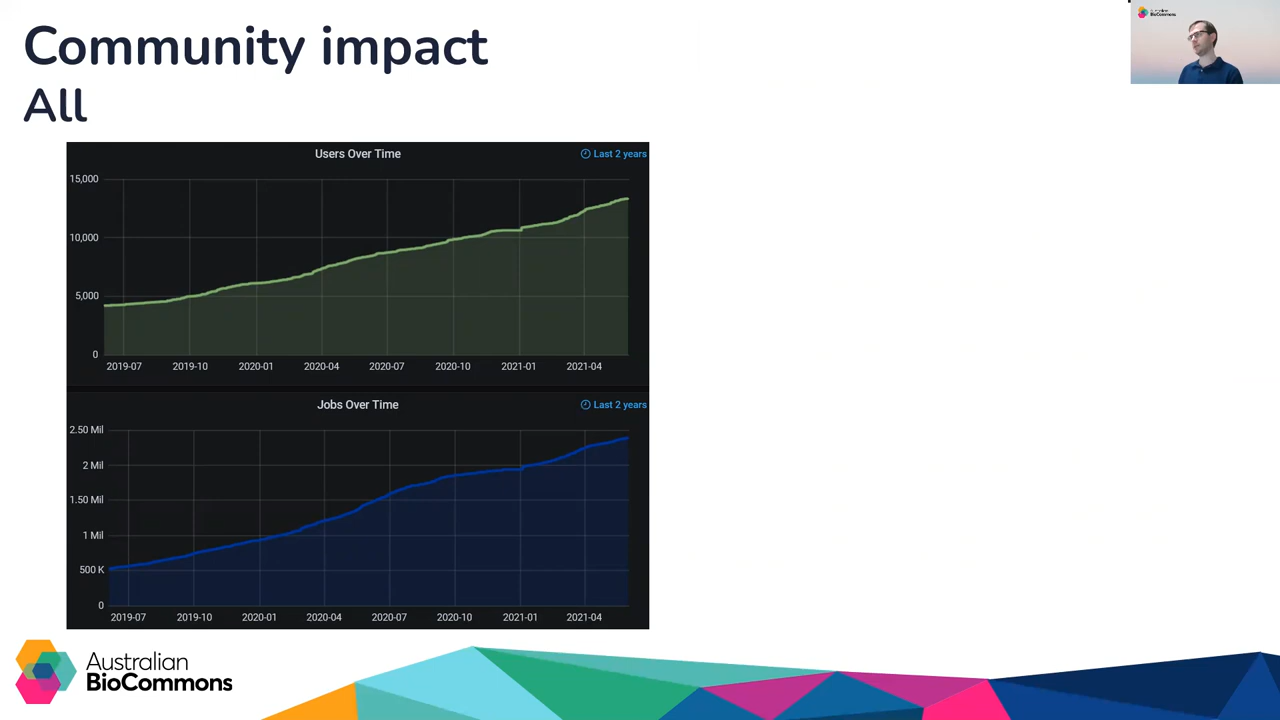 Community impact
All
BioCommons
Users Over Time
Last 2 years
15,000
10,000
5,000
0
2019-07 2019-10 2020-01 2020-04 2020-07 2020-10 2021-01 2021-04
Jobs Over Time
Last 2 years
2.50 Mil
2 Mil
1.50 Mil
1 Mil
500 K
0
2019-07 2019-10 2020-01 2020-04 2020-07 2020-10 2021-01 2021-04
Australian
BioCommons